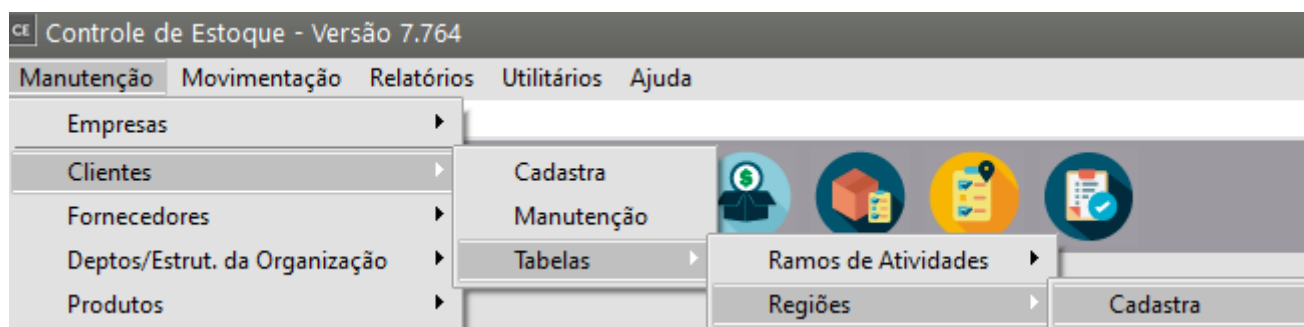 CE Controle de Estoque - Versão 7.764
Manutenção Movimentação Relatórios Utilitários Ajuda
Empresas
Clientes Cadastra
Fornecedores Manutenção
Deptos/Estrut. da Organização Tabelas Ramos de Atividades
Produtos Regiões Cadastra